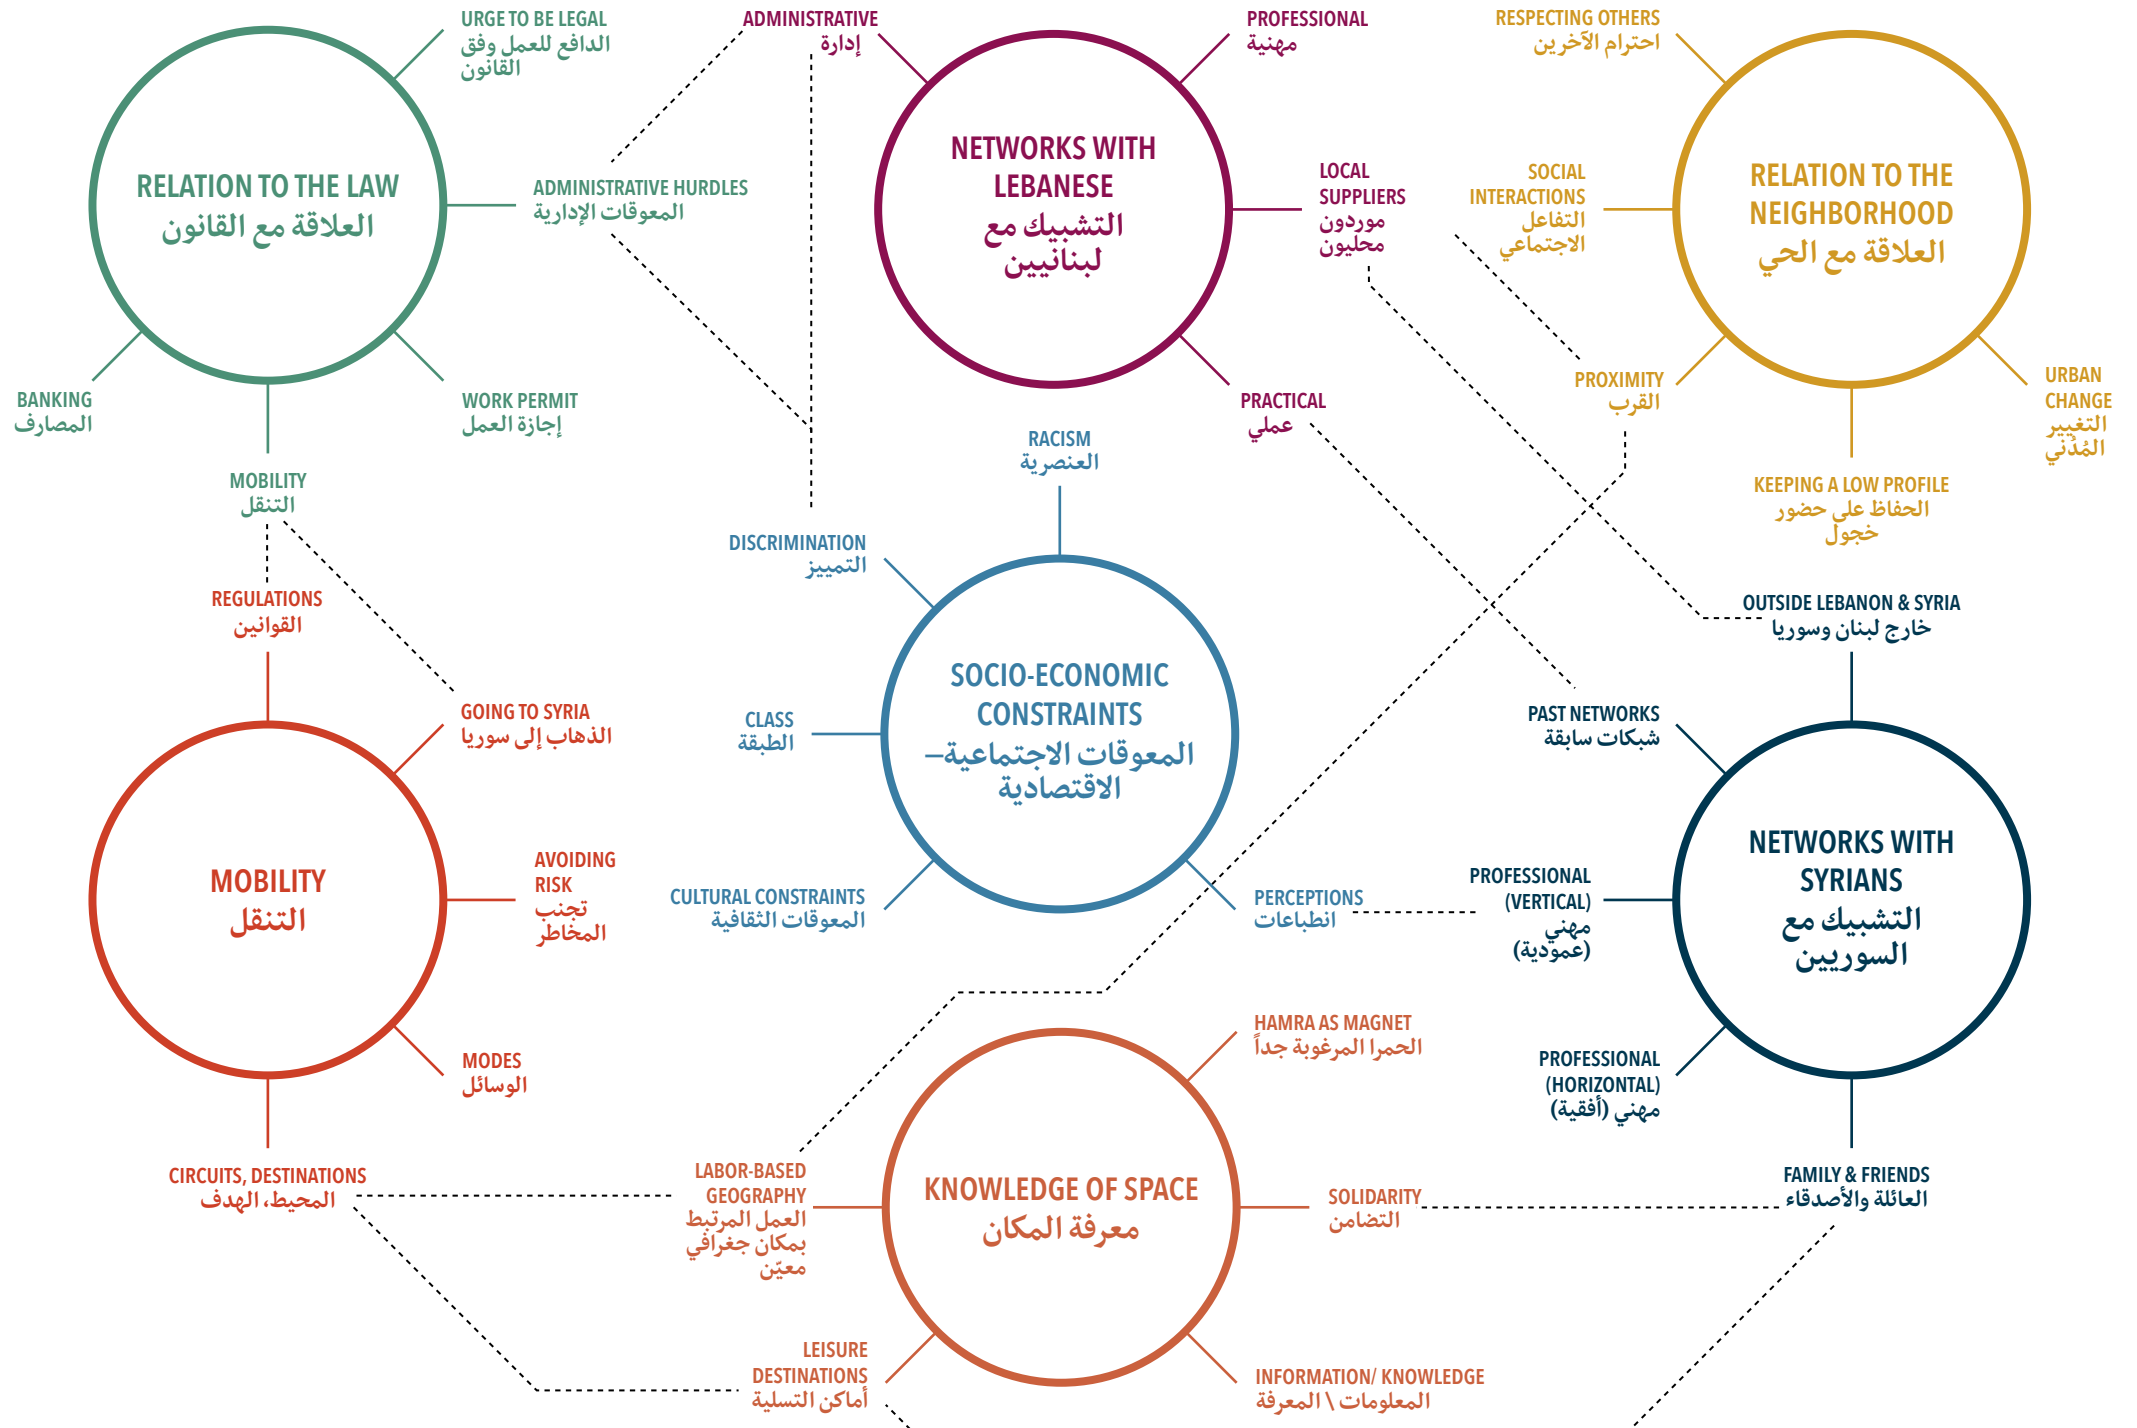 URGE TO BE LEGAL
الدافع للعمل وفق
القانون
RELATION TO THE LAW
العلاقة مع القانون
ADMINISTRATIVE HURDLES
المعوقات الإدارية
BANKING
المصارف
WORK PERMIT
إجازة العمل
MOBILITY
التنقل
ADMINISTRATIVE
إدارة
PROFESSIONAL
مهنية
NETWORKS WITH
LEBANESE
التشبيك مع
لبنانيين
LOCAL
SUPPLIERS
موردون
محليون
PRACTICAL
عملي
RESPECTING OTHERS
احترام الآخرين
SOCIAL
INTERACTIONS
التفاعل
الاجتماعي
RELATION TO THE
NEIGHBORHOOD
العلاقة مع الحي
PROXIMITY
القرب
URBAN
CHANGE
التغيير
المُدُني
KEEPING A LOW PROFILE
الحفاظ على حضور
خجول
RACISM
العنصرية
DISCRIMINATION
التمييز
SOCIO-ECONOMIC
CONSTRAINTS
المعوقات الاجتماعية–
الاقتصادية
CLASS
الطبقة
CULTURAL CONSTRAINTS
المعوقات الثقافية
PERCEPTIONS
انطباعات
REGULATIONS
القوانين
GOING TO SYRIA
الذهاب إلى سوريا
MOBILITY
التنقل
AVOIDING
RISK
تجنب
المخاطر
MODES
الوسائل
CIRCUITS, DESTINATIONS
المحيط، الهدف
OUTSIDE LEBANON & SYRIA
خارج لبنان وسوريا
PAST NETWORKS
شبكات سابقة
NETWORKS WITH
SYRIANS
التشبيك مع
السوريين
PROFESSIONAL
(VERTICAL)
مهني
(عمودية)
PROFESSIONAL
(HORIZONTAL)
مهني (أفقية)
FAMILY & FRIENDS
العائلة والأصدقاء
HAMRA AS MAGNET
الحمرا المرغوبة جداً
LABOR-BASED
GEOGRAPHY
العمل المرتبط
بمكان جغرافي
معيّن
KNOWLEDGE OF SPACE
معرفة المكان
SOLIDARITY
التضامن
LEISURE
DESTINATIONS
أماكن التسلية
INFORMATION/ KNOWLEDGE
المعلومات \ المعرفة